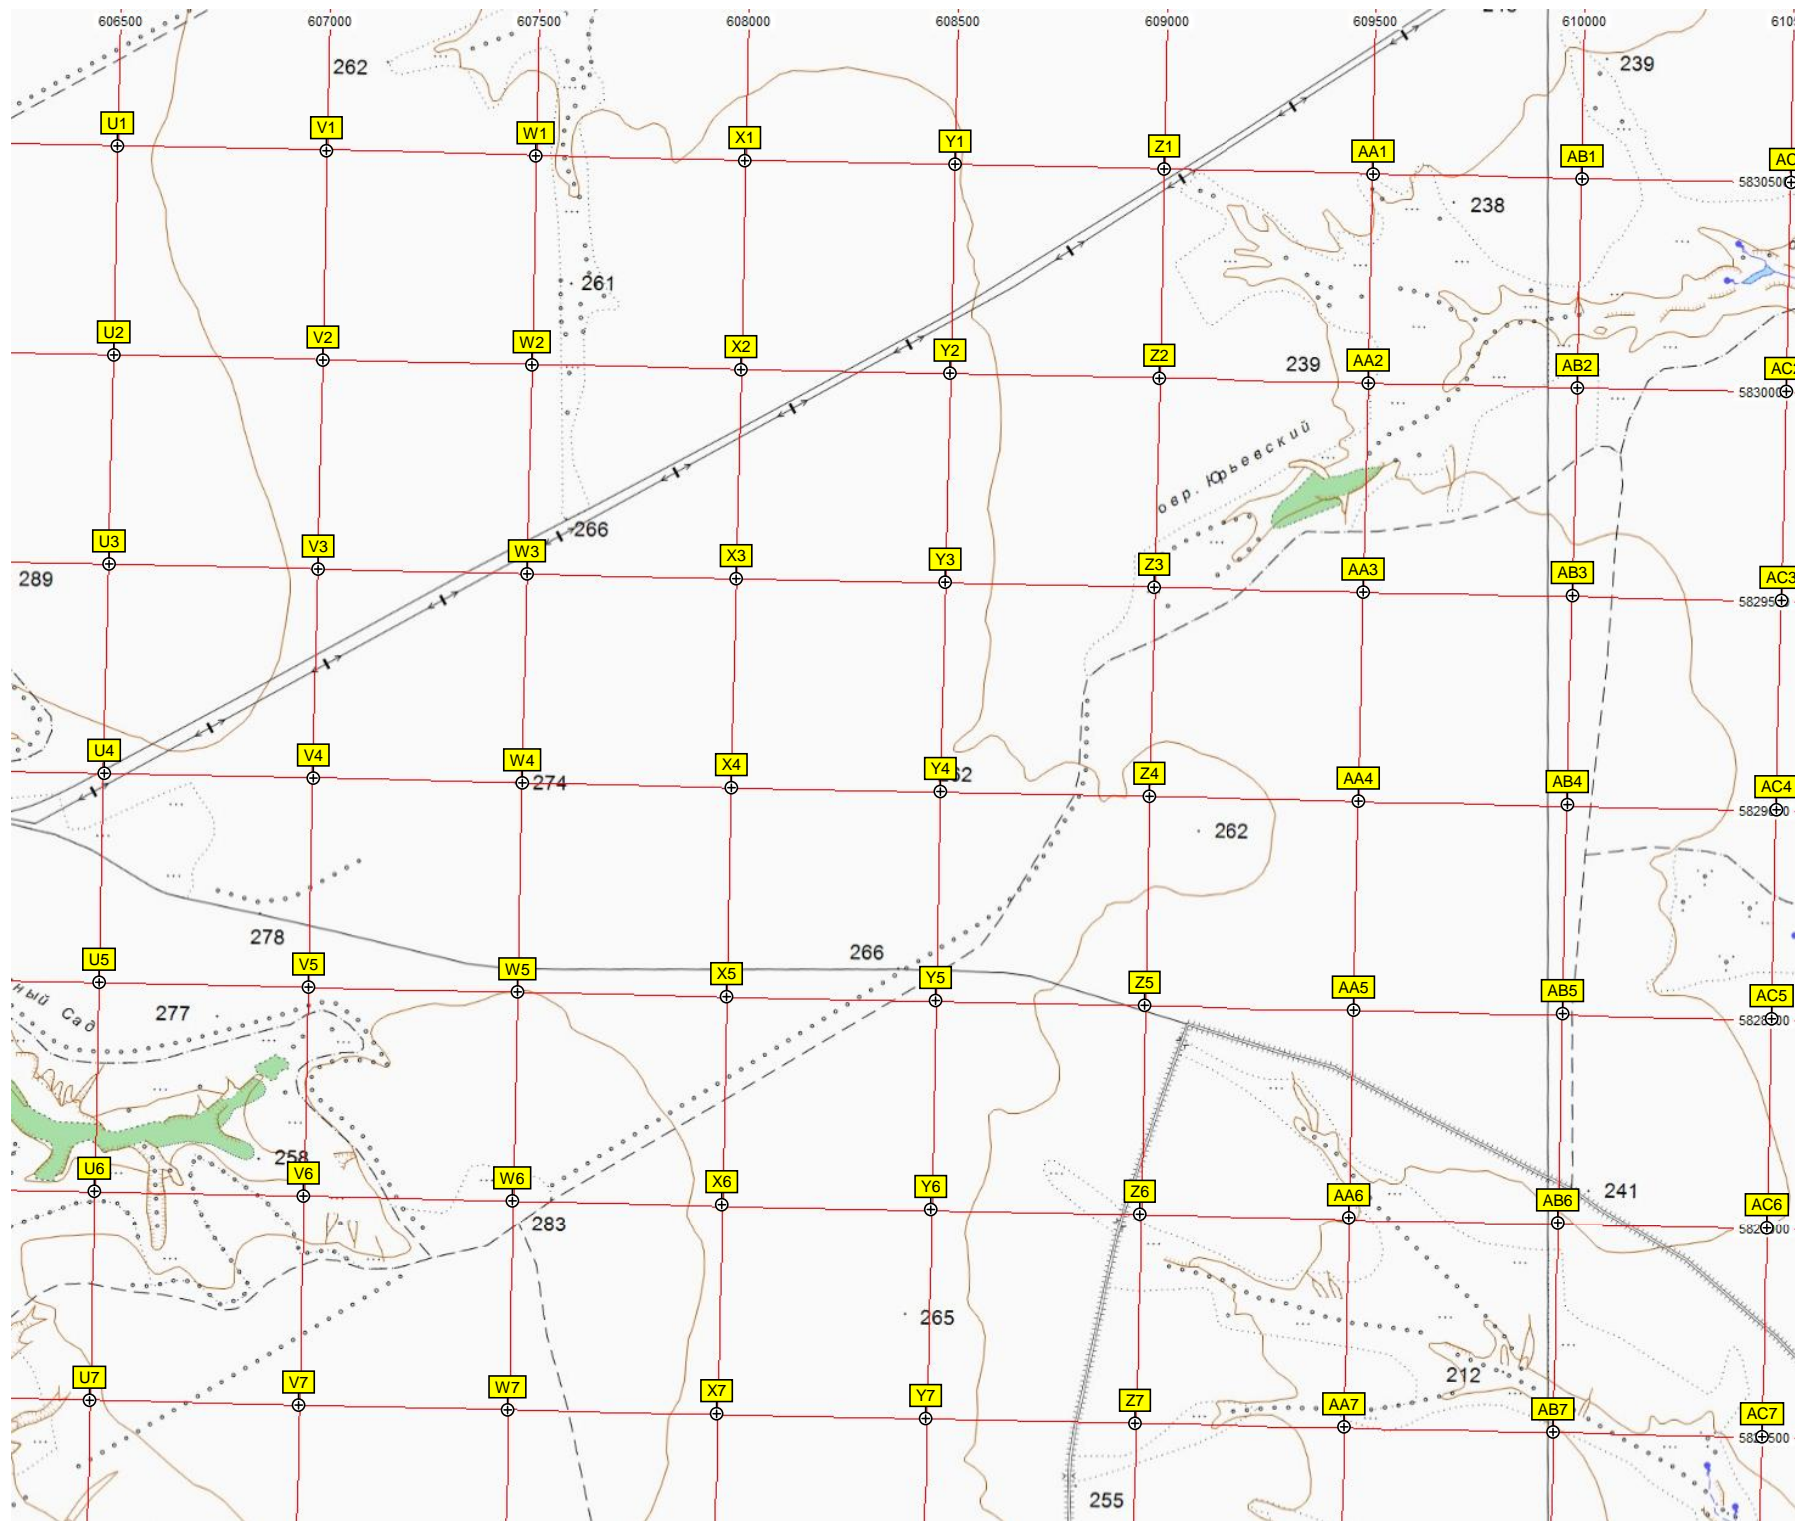 606500 607000 607500 608000 608500 609000 609500 610000
262 239
U1 V1 W1 X1 Y1 Z1 AA1 AB1
5830500
238
261
U2 V2 W2 X2 Y2 Z2 AA2 AB2
239
овр. Юрьевский
266
U3 V3 W3 X3 Y3 Z3 AA3 AB3 AC3
289
U4 V4 W4 X4 Y4 Z4 AA4 AB4 AC4
274
262
278 266
U5 V5 W5 X5 Y5 Z5 AA5 AB5 AC5
ный Сад
277
258
U6 V6 W6 X6 Y6 Z6 AA6 AB6 AC6
241
283
265
212
U7 V7 W7 X7 Y7 Z7 AA7 AB7 AC7
255